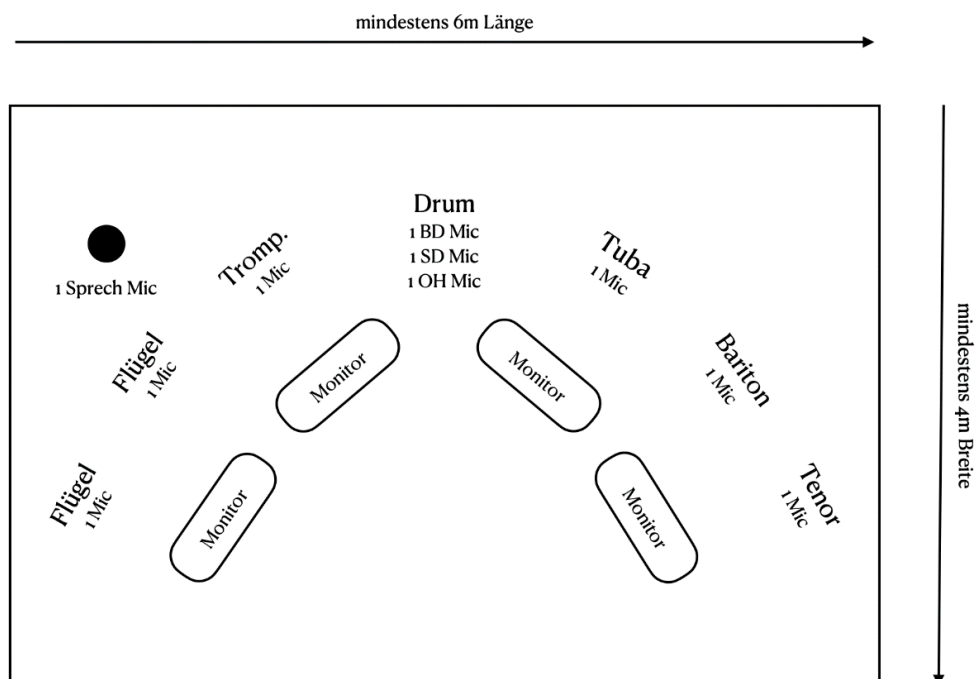 mindestens 6m Länge
Drum
1 BD Mic
1 SD Mic
1 OH Mic
Tromp.
1 Mic
Tuba
1 Mic
1 Sprech Mic
Flügel
1 Mic
Monitor
Monitor
Bariton
1 Mic
mindestens 4m Breite
Flügel
1 Mic
Monitor
Monitor
Tenor
1 Mic